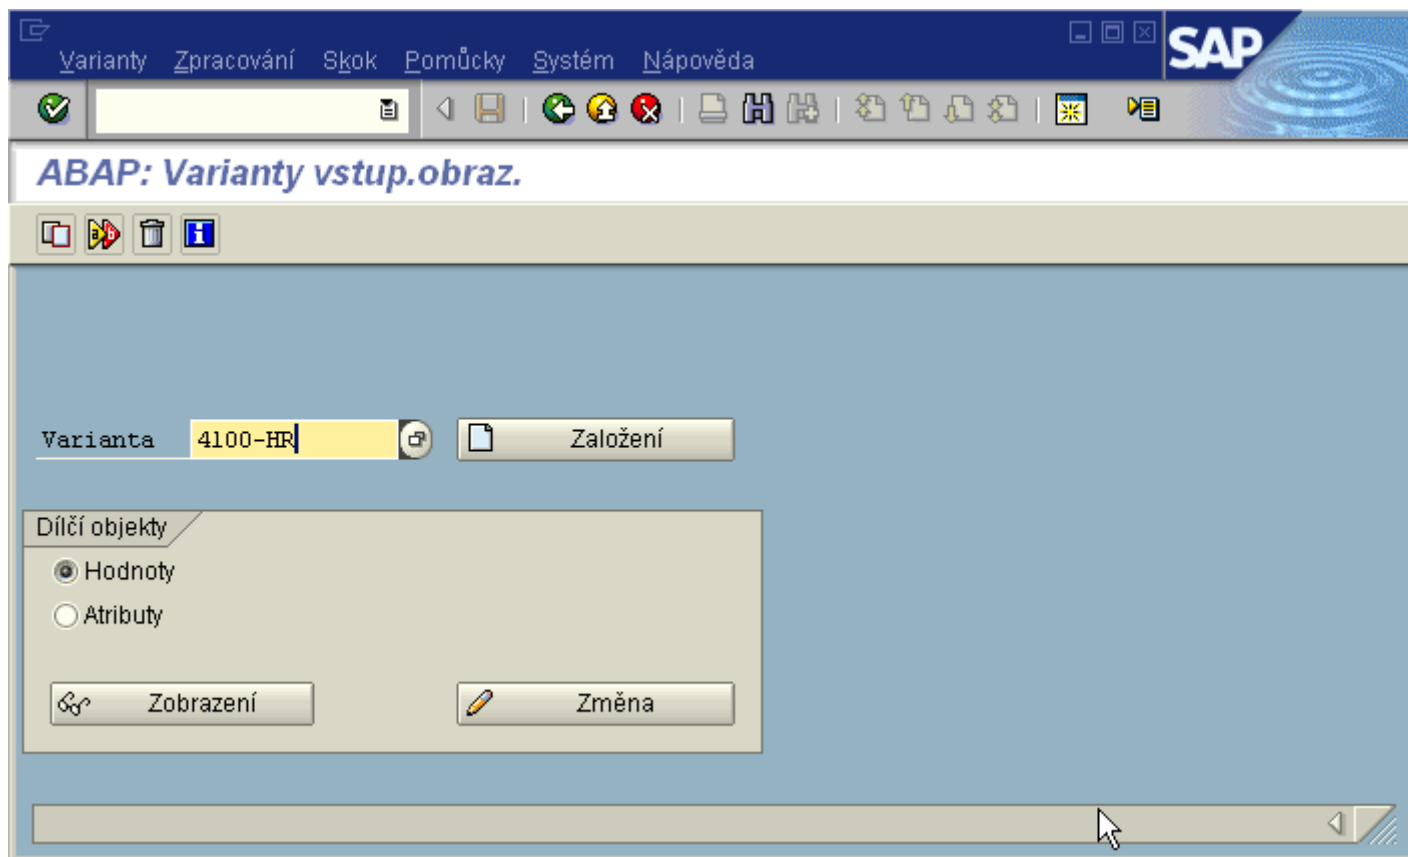 Varianty Zpracování Skok Pomůcky Systém Nápověda
SAP
ABAP: Varianty vstup.obraz.
Varianta 4100-HR Založení
Dílčí objekty
Hodnoty
Atributy
Zobrazení Změna